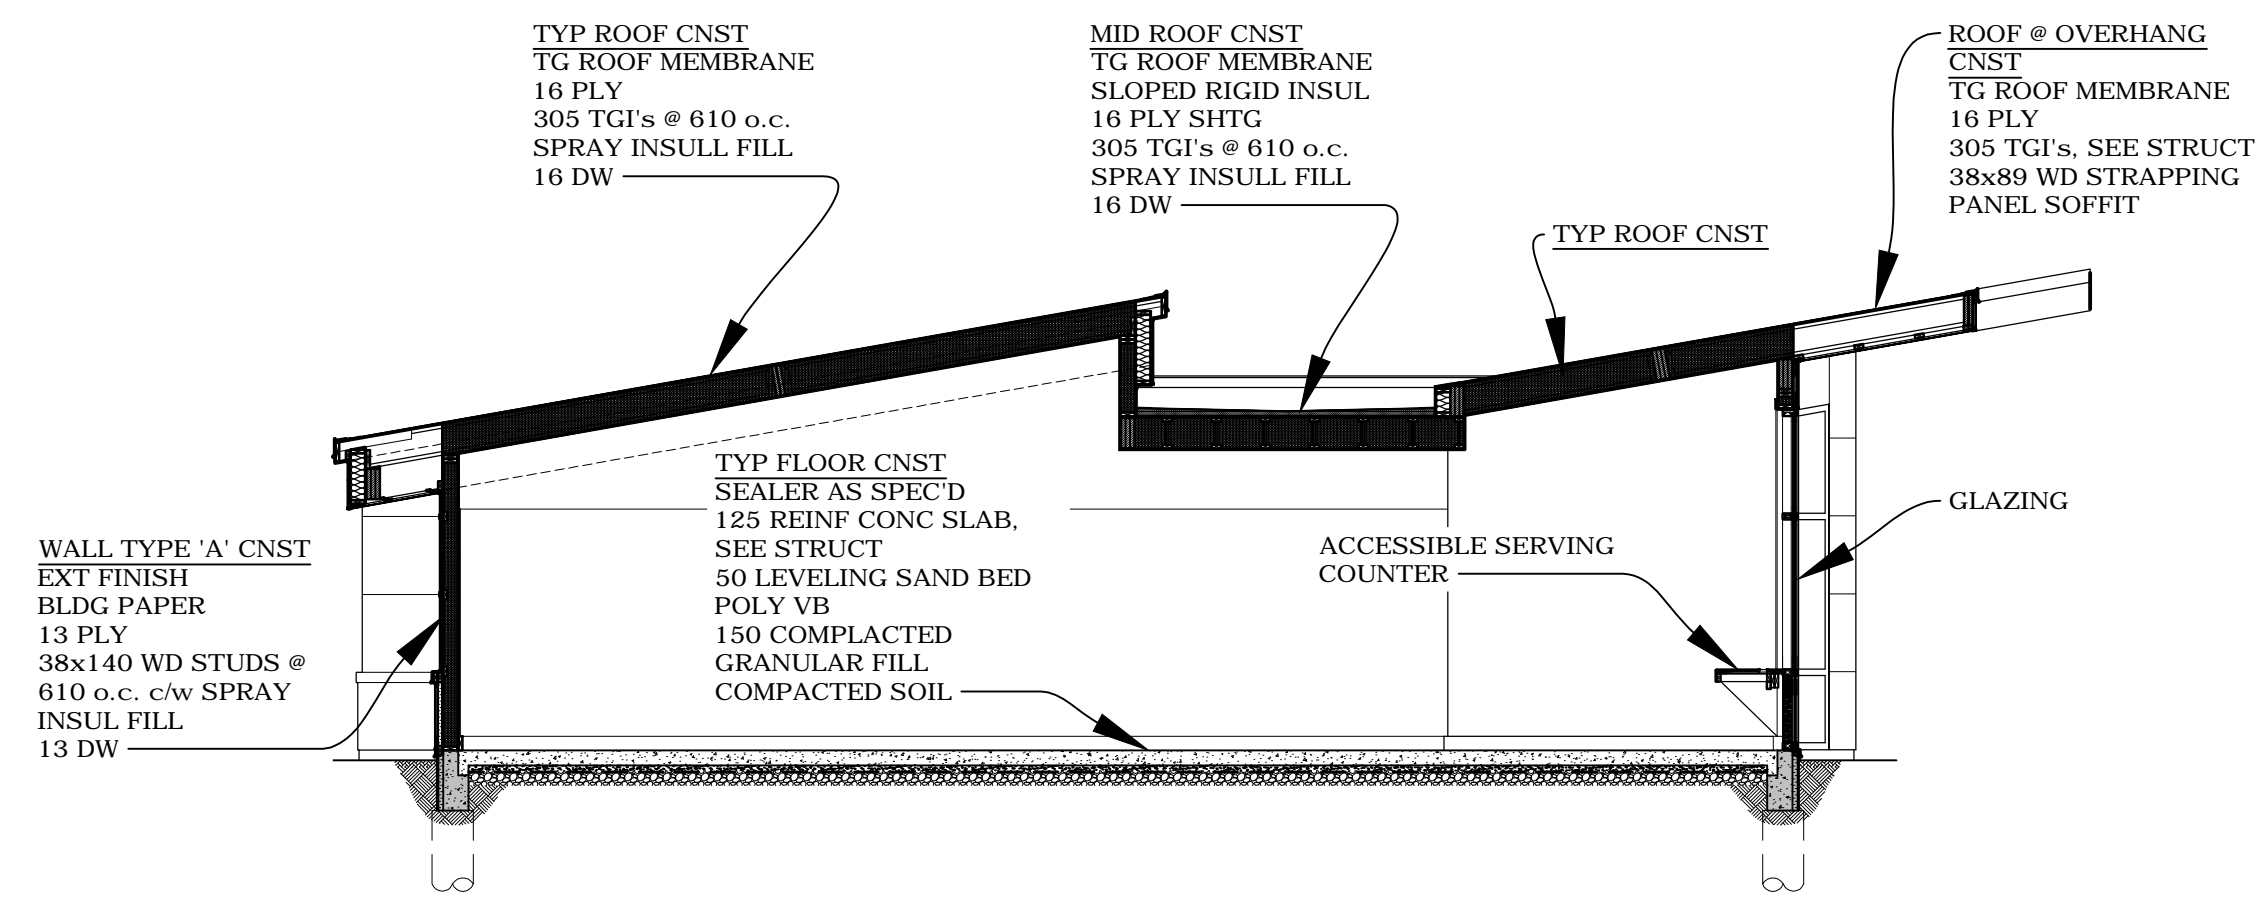 TYP ROOF CNST
TG ROOF MEMBRANE
16 PLY
305 TGI's @ 610 o.c.
SPRAY INSULL FILL
16 DW
MID ROOF CNST
TG ROOF MEMBRANE
SLOPED RIGID INSUL
16 PLY SHTG
305 TGI's @ 610 o.c.
SPRAY INSULL FILL
16 DW
ROOF @ OVERHANG
CNST
TG ROOF MEMBRANE
16 PLY
305 TGI's, SEE STRUCT
38x89 WD STRAPPING
PANEL SOFFIT
TYP ROOF CNST
TYP FLOOR CNST
SEALER AS SPEC'D
125 REINF CONC SLAB,
SEE STRUCT
50 LEVELING SAND BED
POLY VB
150 COMPLACTED
GRANULAR FILL
COMPACTED SOIL
GLAZING
ACCESSIBLE SERVING
COUNTER
WALL TYPE 'A' CNST
EXT FINISH
BLDG PAPER
13 PLY
38x140 WD STUDS @
610 o.c. c/w SPRAY
INSUL FILL
13 DW